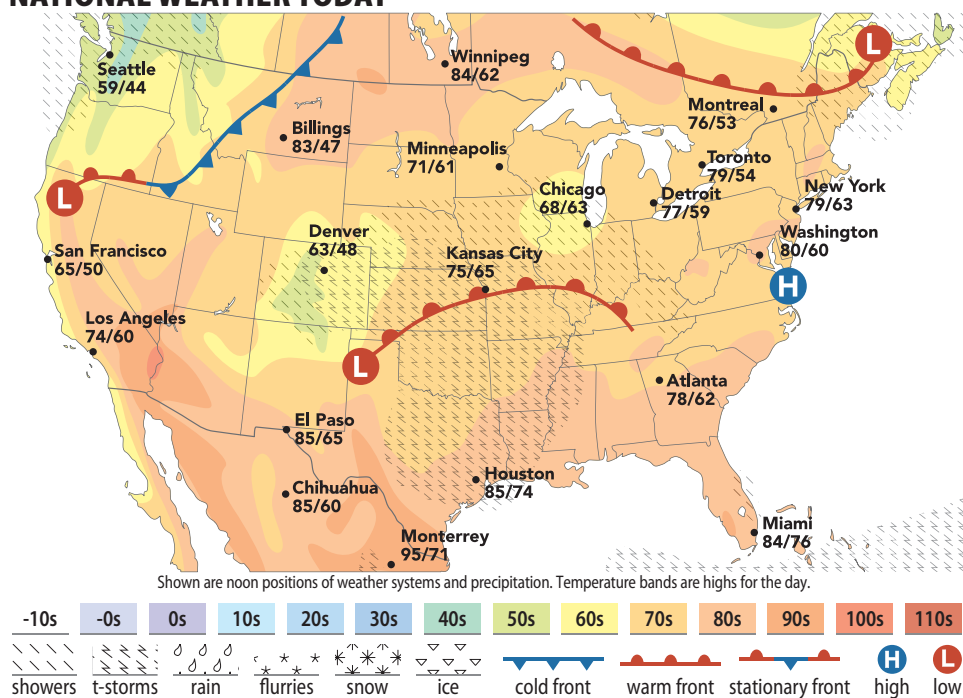 NATIONAL WEATHER TODAY
L
Winnipeg
84/62
Seattle
59/44
Montreal
76/53
Billings
83/47
Minneapolis
71/61
Toronto
79/54
Chicago
68/63
Detroit
77/59
New York
79/63
L
Denver
63/48
Washington
80/60
San Francisco
65/50
Kansas City
75/65
H
Los Angeles
74/60
L
Atlanta
78/62
El Paso
85/65
Houston
85/74
Chihuahua
85/60
Miami
84/76
Monterrey
95/71
Shown are noon positions of weather systems and precipitation. Temperature bands are highs for the day.
-10s -0s 0s 10s 20s 30s 40s 50s 60s 70s 80s 90s 100s 110s
H L
showers t-storms rain flurries snow ice cold front warm front stationary front high low